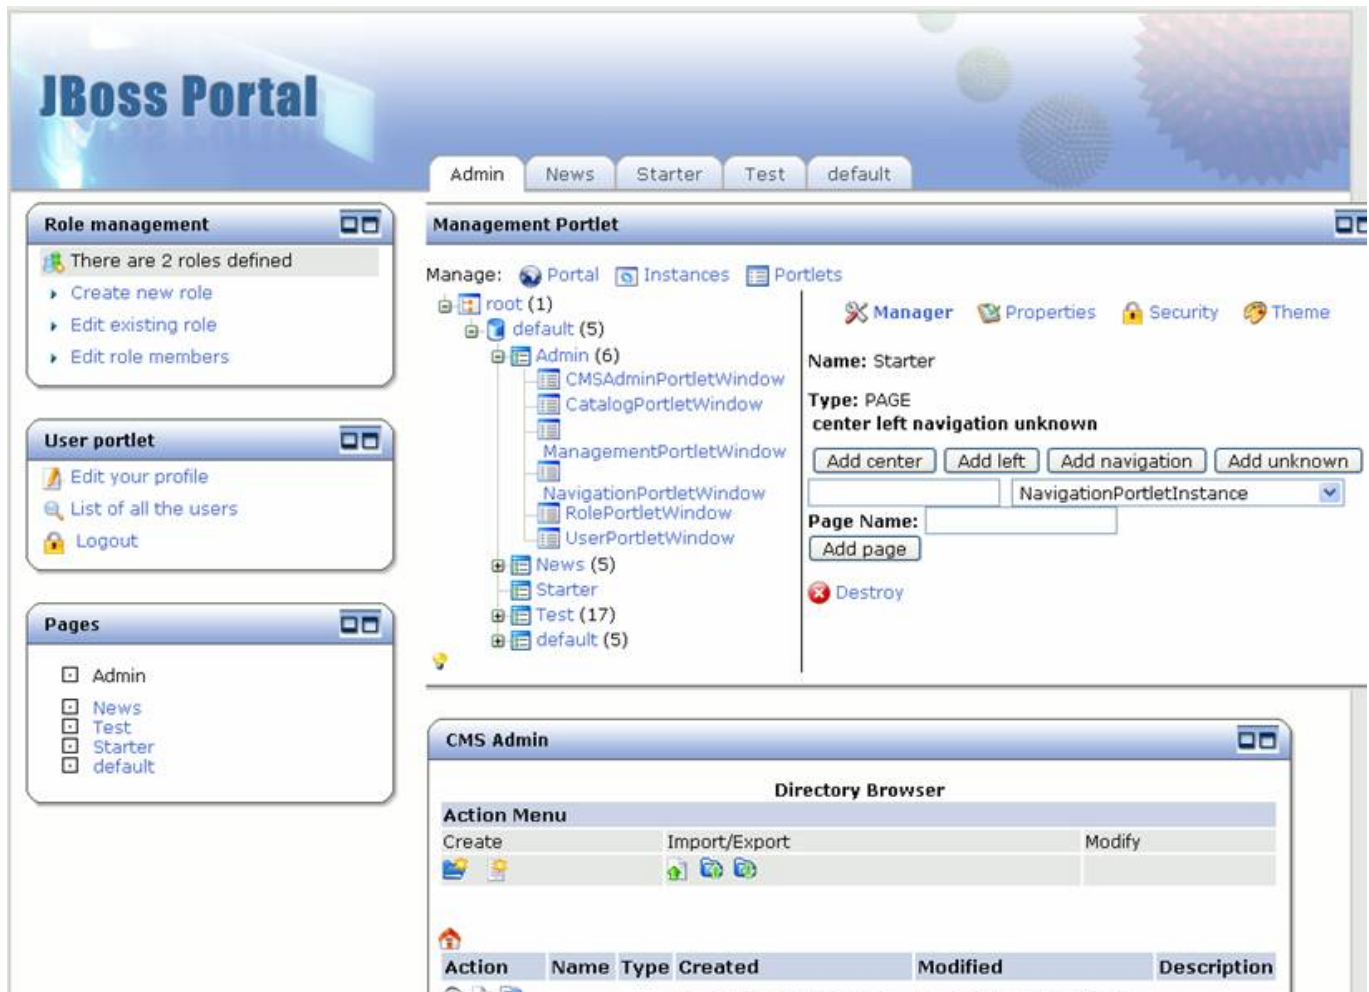 JBoss Portal
Admin News Starter Test default
Role management
There are 2 roles defined
Create new role
Edit existing role
Edit role members
User portlet
Edit your profile
List of all the users
Logout
Pages
Admin
News
Test
Starter
default
Management Portlet
Manage: Portal Instances Portlets
root (1)
default (5)
Admin (6)
CMSAdminPortletWindow
CatalogPortletWindow
ManagementPortletWindow
NavigationPortletWindow
RolePortletWindow
UserPortletWindow
News (5)
Starter
Test (17)
default (5)
Manager Properties Security Theme
Name: Starter
Type: PAGE
center left navigation unknown
Add center Add left Add navigation Add unknown
NavigationPortletInstance
Page Name:
Add page
Destroy
CMS Admin
Directory Browser
Action Menu
Create Import/Export Modify
Action Name Type Created Modified Description